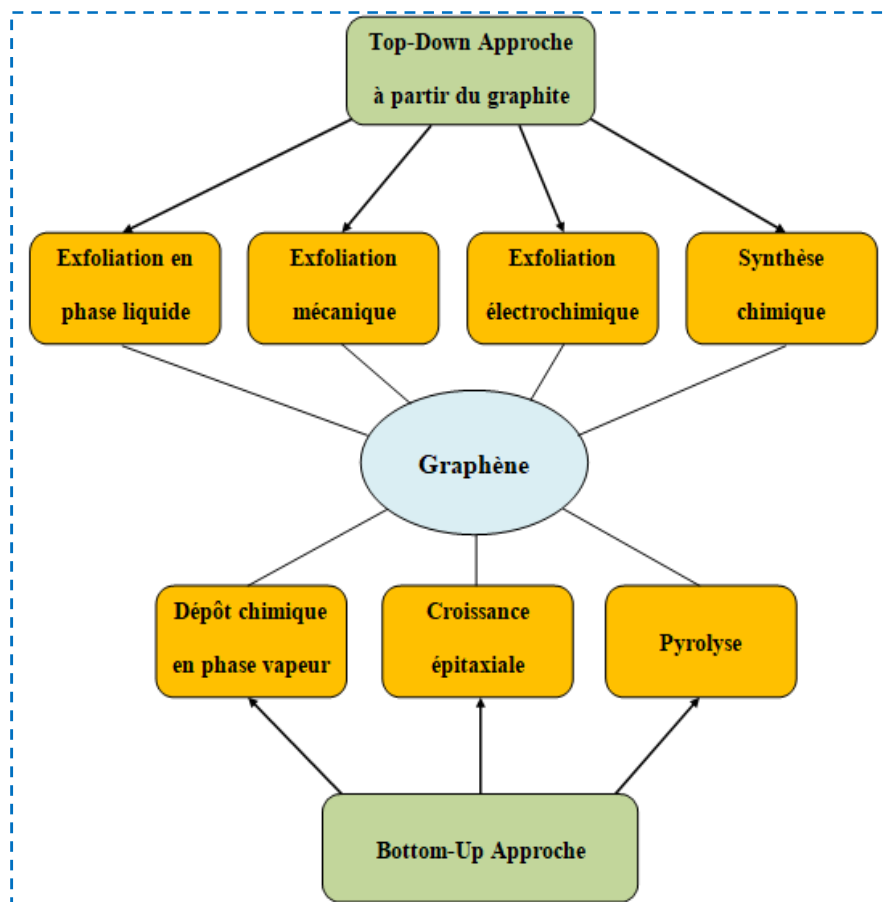 Top-Down Approche
à partir du graphite
Exfoliation en
phase liquide
Exfoliation
mécanique
Exfoliation
électrochimique
Synthèse
chimique
Graphène
Dépôt chimique
en phase vapeur
Croissance
épitaxiale
Pyrolyse
Bottom-Up Approche